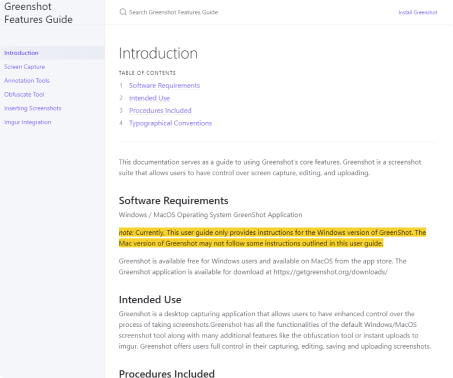 Greenshot
Features Guide
Search Greenshot Features Guide
Install Greenshot
Introduction
Screen Capture
Annotation Tools
Obfuscate Tool
Inserting Screenshots
Imgur Integration
Introduction
TABLE OF CONTENTS
1 Software Requirements
2 Intended Use
3 Procedures Included
4 Typographical Conventions
This documentation serves as a guide to using Greenshot's core features. Greenshot is a screenshot
suite that allows users to have control over screen capture, editing, and uploading.
Software Requirements
Windows / MacOS Operating System GreenShot Application
note: Currently, This user guide only provides instructions for the Windows version of GreenShot. The
Mac version of Greenshot may not follow some instructions outlined in this user guide.
Greenshot is available free for Windows users and available on MacOS from the app store. The
Greenshot application is available for download at https://getgreenshot.org/downloads/
Intended Use
Greenshot is a desktop capturing application that allows users to have enhanced control over the
process of taking screenshots.Greenshot has all the functionalities of the default Windows/MacOS
screenshot tool along with many additional features like the obfuscation tool or instant uploads to
imgur. Greenshot offers users full control in their capturing, editing, saving and uploading screenshots.
Procedures Included